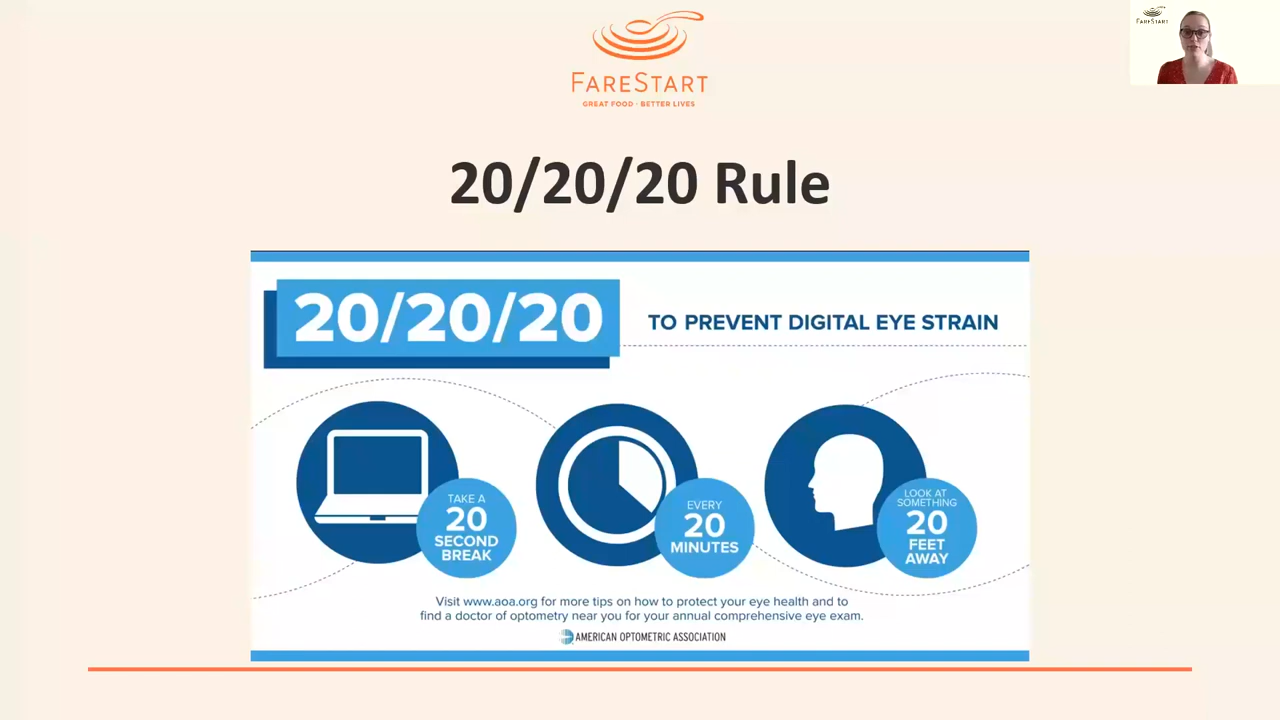 FARESTART
GREAT FOOD · BETTER LIVES
FARESTART
20/20/20 Rule
20/20/20
TO PREVENT DIGITAL EYE STRAIN
TAKE A
20
SECOND
BREAK
EVERY
20
MINUTES
LOOK AT
SOMETHING
20
FEET
AWAY
Visit www.aoa.org for more tips on how to protect your eye health and to
find a doctor of optometry near you for your annual comprehensive eye exam.
AMERICAN OPTOMETRIC ASSOCIATION